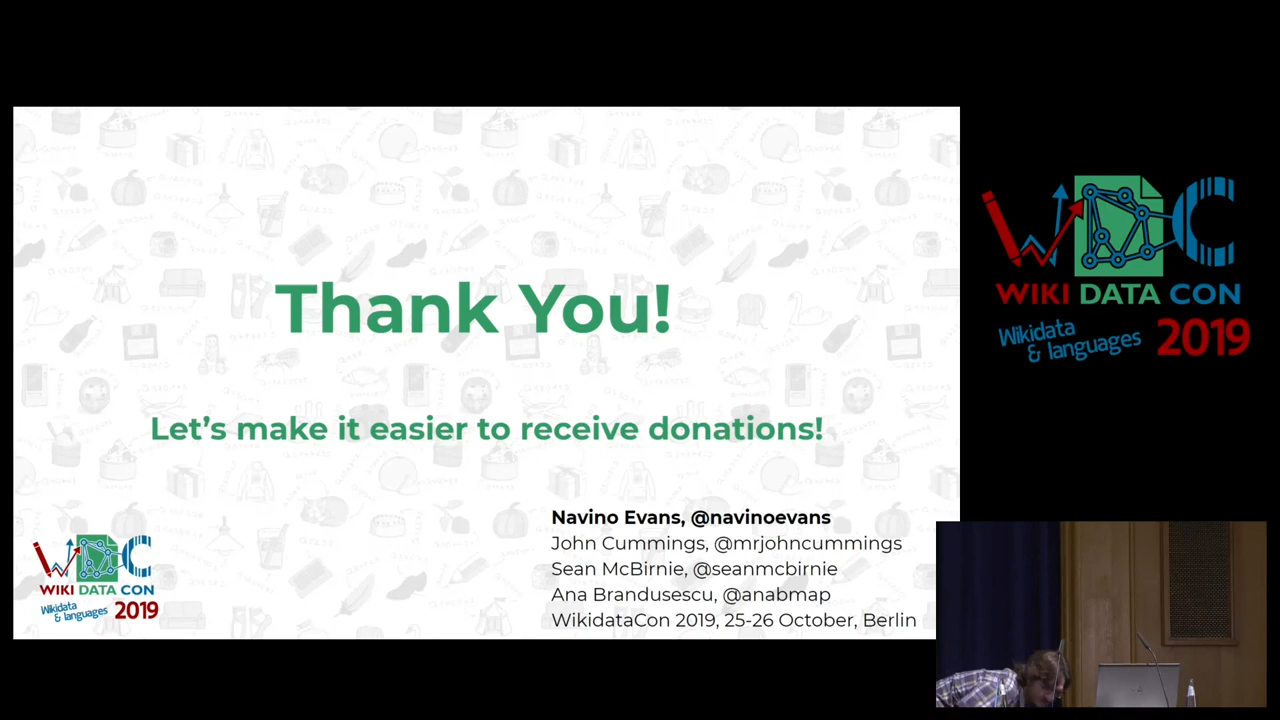 Thank You!
Let's make it easier to receive donations!
Navino Evans, @navinoevans
John Cummings, @mrjohncummings
Sean McBirnie, @seanmcbirnie
Ana Brandusescu, @anabmap
WikidataCon 2019, 25-26 October, Berlin
WDC
WIKI DATA CON
Wikidata
& languages 2019
WDC
WIKI DATA CON
Wikidata
& languages 2019